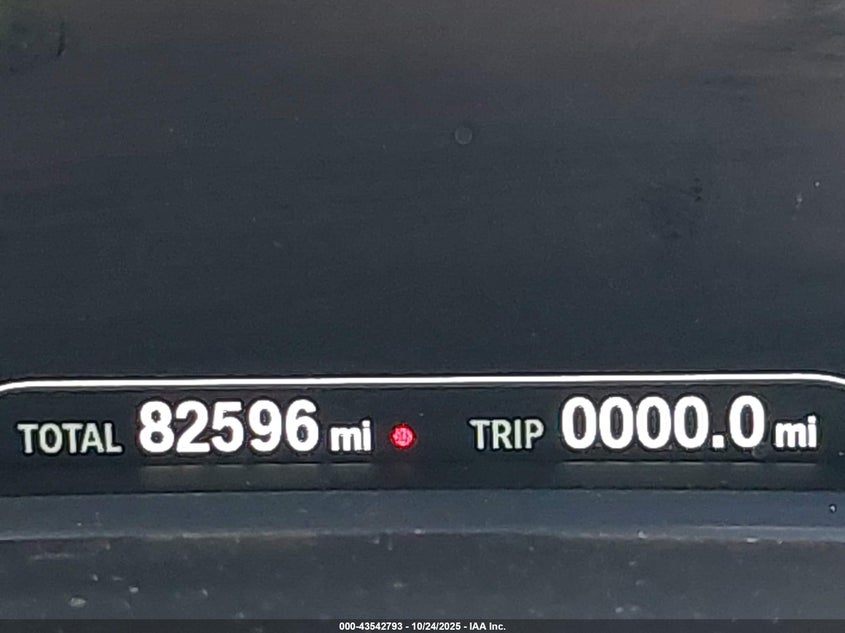 TOTAL 82596 mi TRIP 0000.0 mi
000-43542793 - 10/24/2025 - IAA Inc.